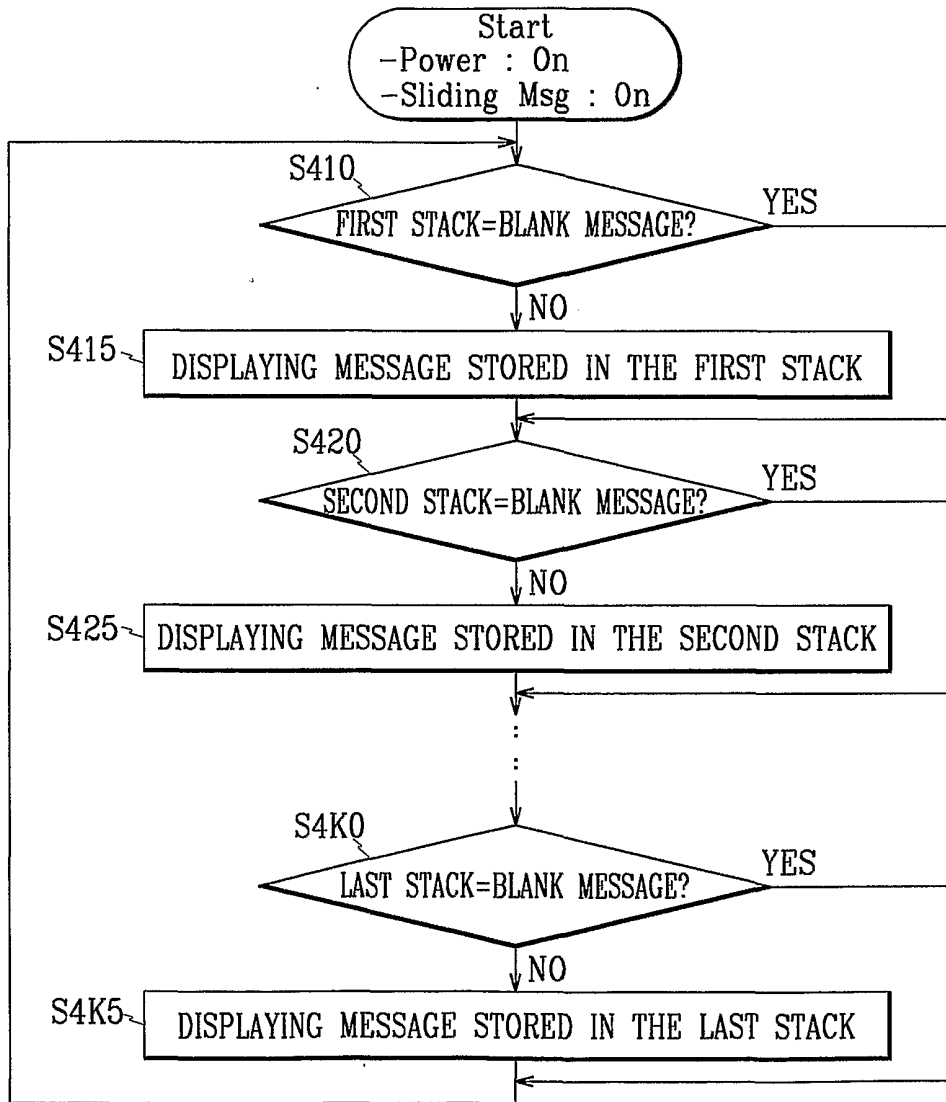 Start
-Power : On
-Sliding Msg : On
S410
FIRST STACK=BLANK MESSAGE?
YES
NO
S415
DISPLAYING MESSAGE STORED IN THE FIRST STACK
S420
SECOND STACK=BLANK MESSAGE?
YES
NO
S425
DISPLAYING MESSAGE STORED IN THE SECOND STACK
S4K0
LAST STACK=BLANK MESSAGE?
YES
NO
S4K5
DISPLAYING MESSAGE STORED IN THE LAST STACK